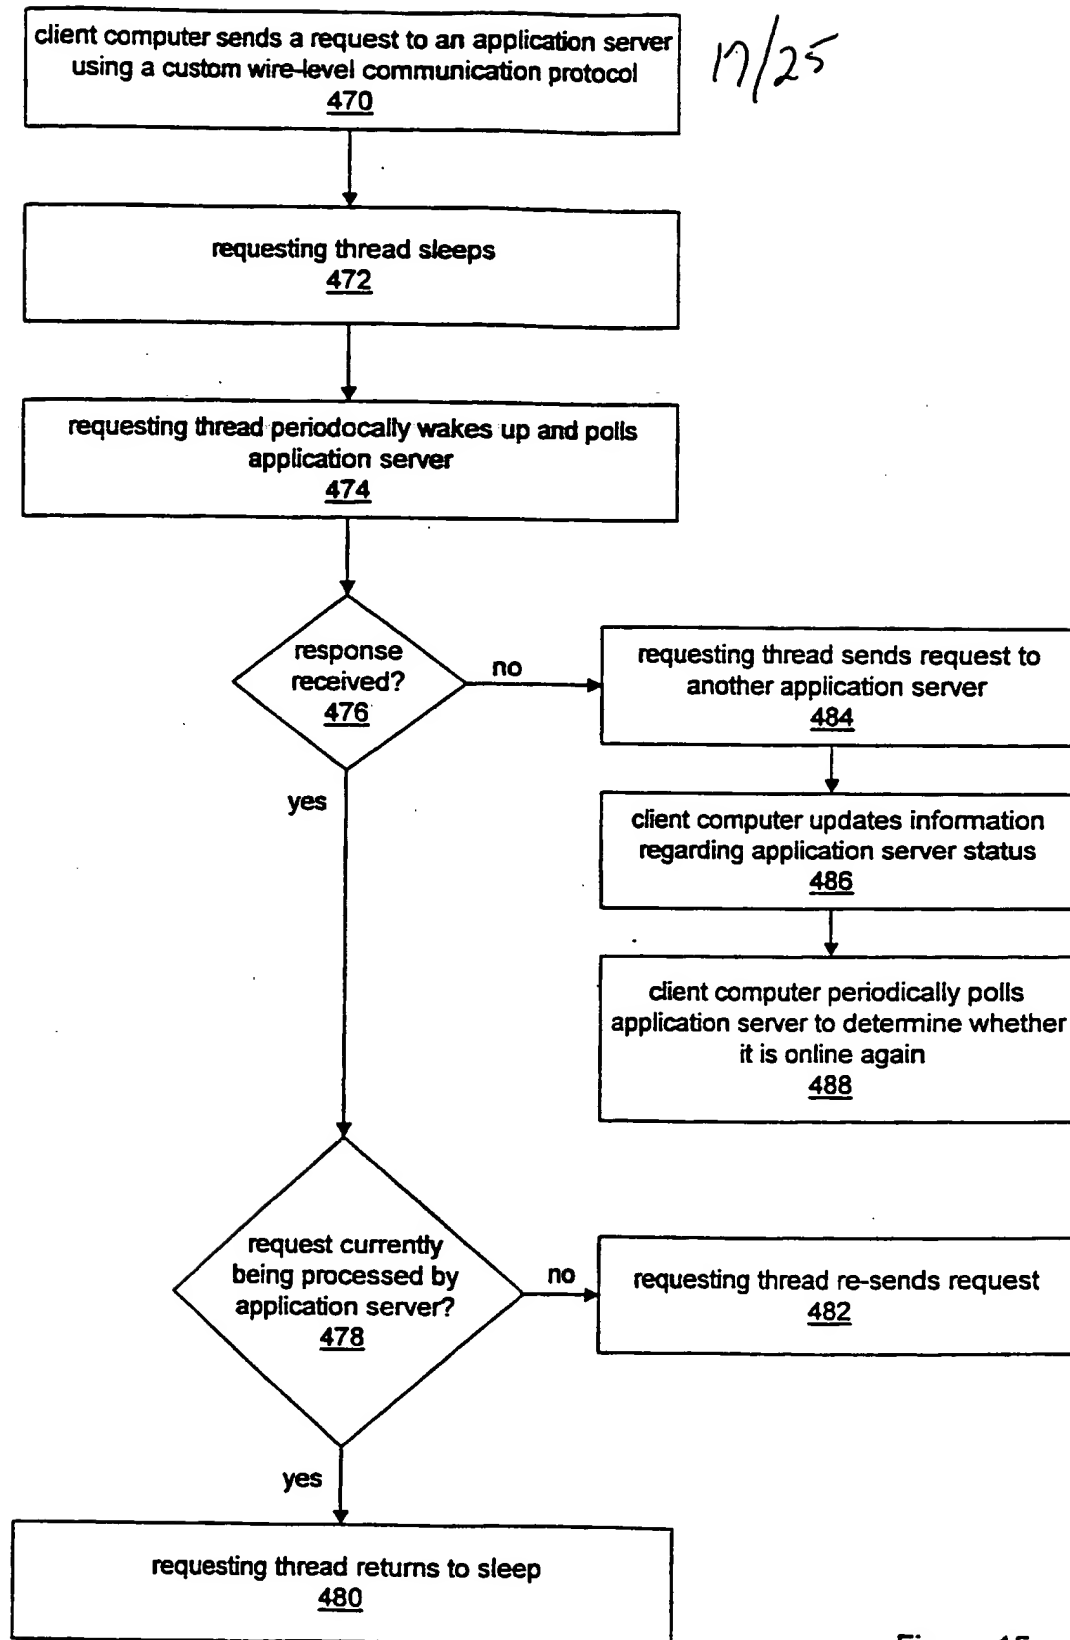 client computer sends a request to an application server
using a custom wire-level communication protocol
470
17/25
requesting thread sleeps
472
requesting thread periodocally wakes up and polls
application server
474
response
received?
476
no
requesting thread sends request to
another application server
484
yes
client computer updates information
regarding application server status
486
client computer periodically polls
application server to determine whether
it is online again
488
request currently
being processed by
application server?
478
no
requesting thread re-sends request
482
yes
requesting thread returns to sleep
480